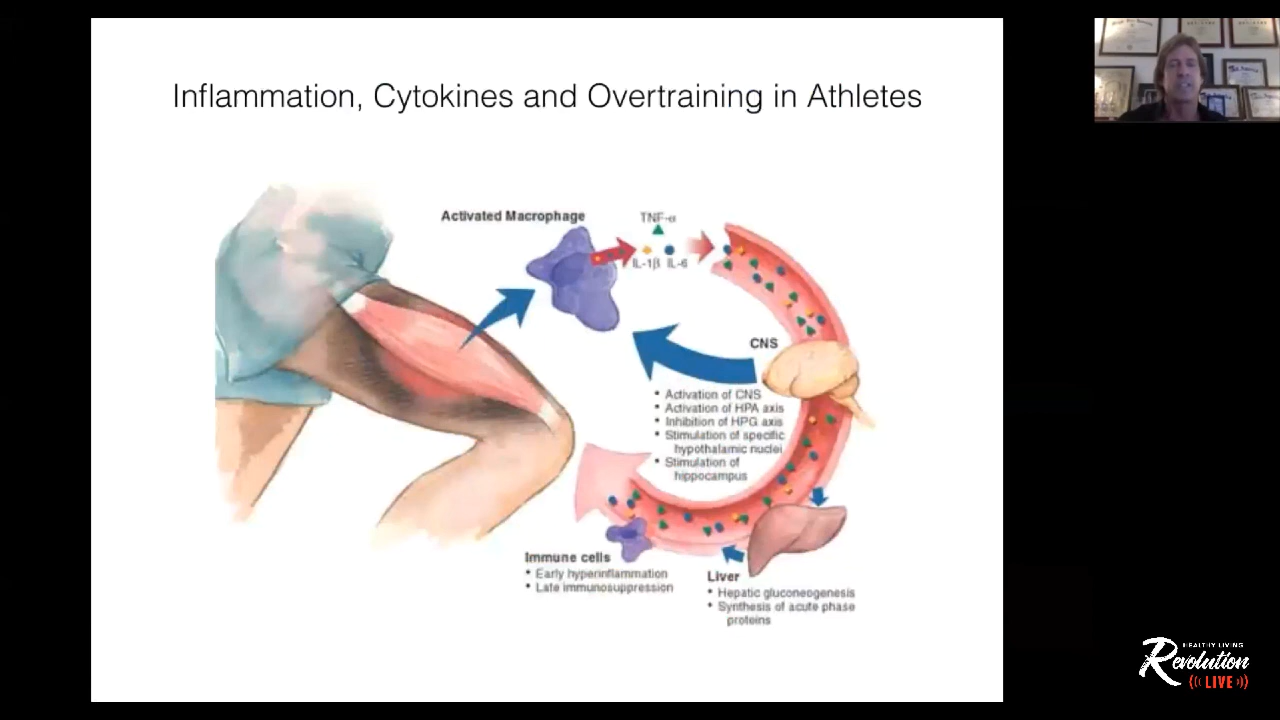 Inflammation, Cytokines and Overtraining in Athletes
Activated Macrophage
TNF-α
IL-1β IL-6
CNS
• Activation of CNS
• Activation of HPA axis
• Inhibition of HPG axis
• Stimulation of specific
hypothalamic nuclei
• Stimulation of
hippocampus
Immune cells
• Early hyperinflammation
• Late immunosuppression
Liver
• Hepatic gluconeogenesis
• Synthesis of acute phase
proteins
HEALTHY LIVING
Revolution
((( LIVE )))